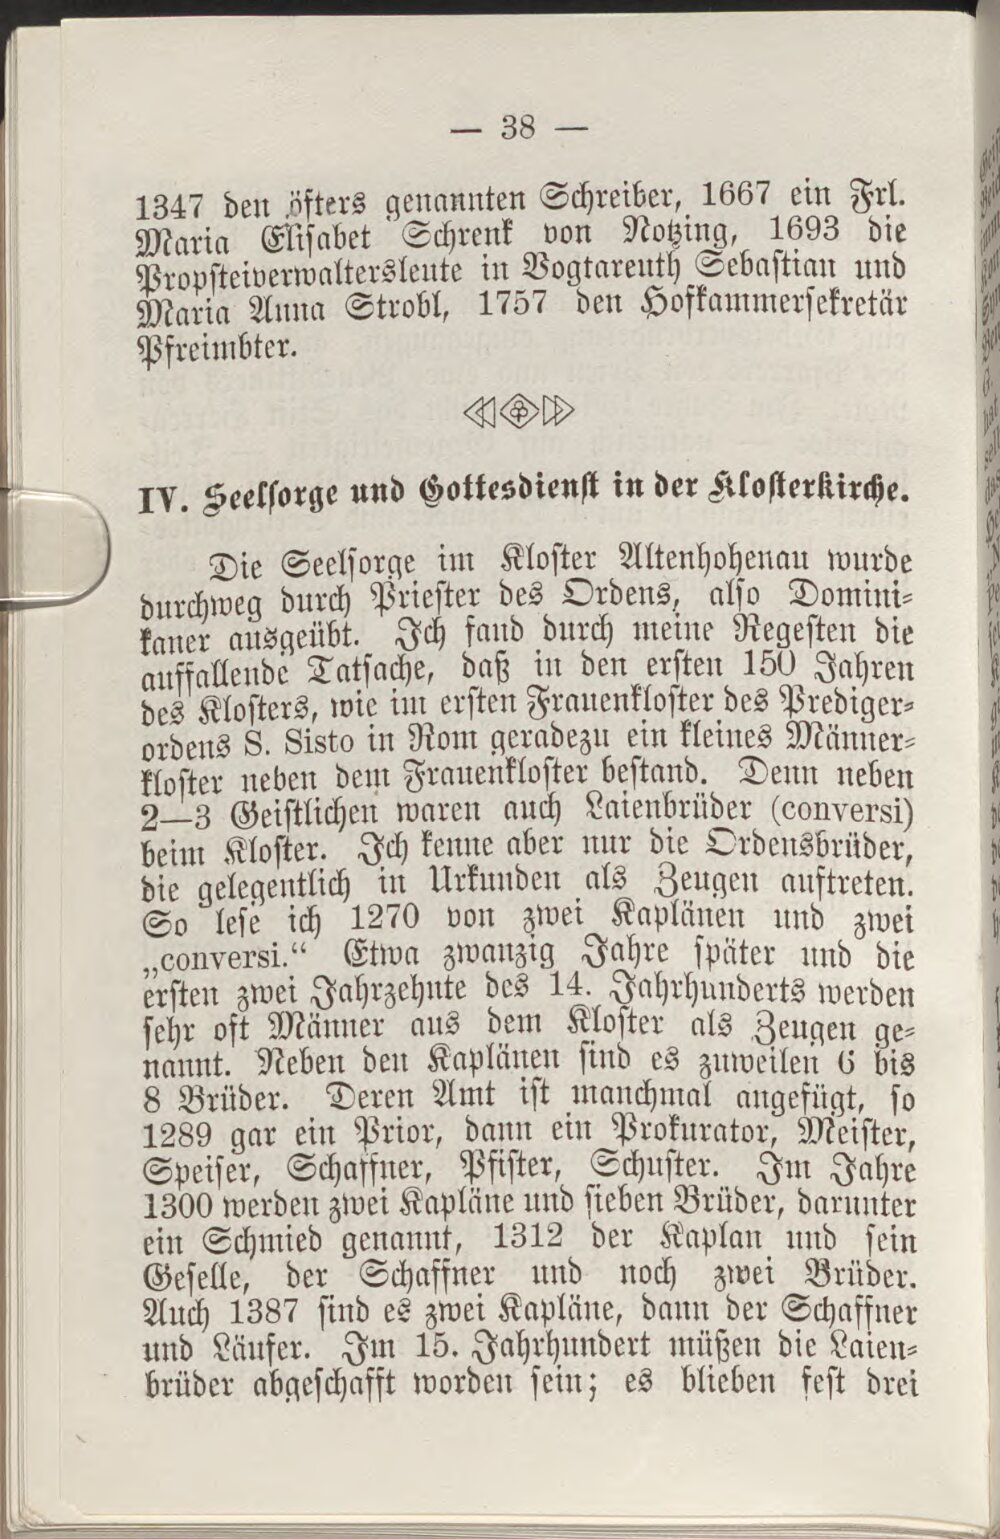 — 38 —
1347 den öfters genannten Schreiber, 1667 ein Frl.
Maria Elisabet Schrenk von Notzing, 1693 die
Propsteiverwaltersleute in Vogtareuth Sebastian und
Maria Anna Strobl, 1757 den Hofkammersekretär
Pfreimbter.
IV. Seelsorge und Gottesdienst in der Klosterkirche.
Die Seelsorge im Kloster Altenhohenau wurde
durchweg durch Priester des Ordens, also Domini-
kaner ausgeübt. Ich fand durch meine Regesten die
auffallende Tatsache, daß in den ersten 150 Jahren
des Klosters, wie im ersten Frauenkloster des Prediger-
ordens S. Sisto in Rom geradezu ein kleines Männer-
kloster neben dem Frauenkloster bestand. Denn neben
2—3 Geistlichen waren auch Laienbrüder (conversi)
beim Kloster. Ich kenne aber nur die Ordensbrüder,
die gelegentlich in Urkunden als Zeugen auftreten.
So lese ich 1270 von zwei Kaplänen und zwei
„conversi.“ Etwa zwanzig Jahre später und die
ersten zwei Jahrzehnte des 14. Jahrhunderts werden
sehr oft Männer aus dem Kloster als Zeugen ge-
nannt. Neben den Kaplänen sind es zuweilen 6 bis
8 Brüder. Deren Amt ist manchmal angefügt, so
1289 gar ein Prior, dann ein Prokurator, Meister,
Speiser, Schaffner, Pfister, Schuster. Im Jahre
1300 werden zwei Kapläne und sieben Brüder, darunter
ein Schmied genannt, 1312 der Kaplan und sein
Geselle, der Schaffner und noch zwei Brüder.
Auch 1387 sind es zwei Kapläne, dann der Schaffner
und Läufer. Im 15. Jahrhundert müßen die Laien-
brüder abgeschafft worden sein; es blieben fest drei